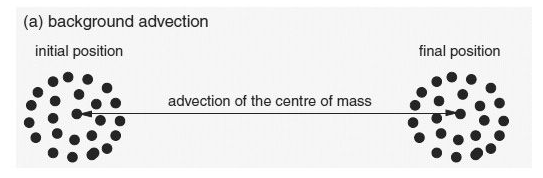 (a) background advection
initial position
final position
advection of the centre of mass